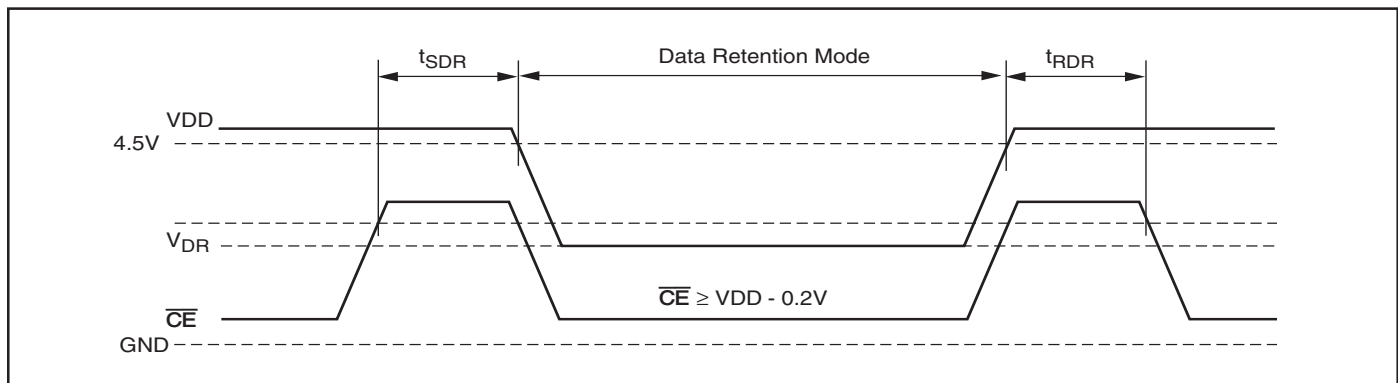 tSDR
Data Retention Mode
tRDR
VDD
4.5V
VDR
CE ≥ VDD - 0.2V
CE
GND